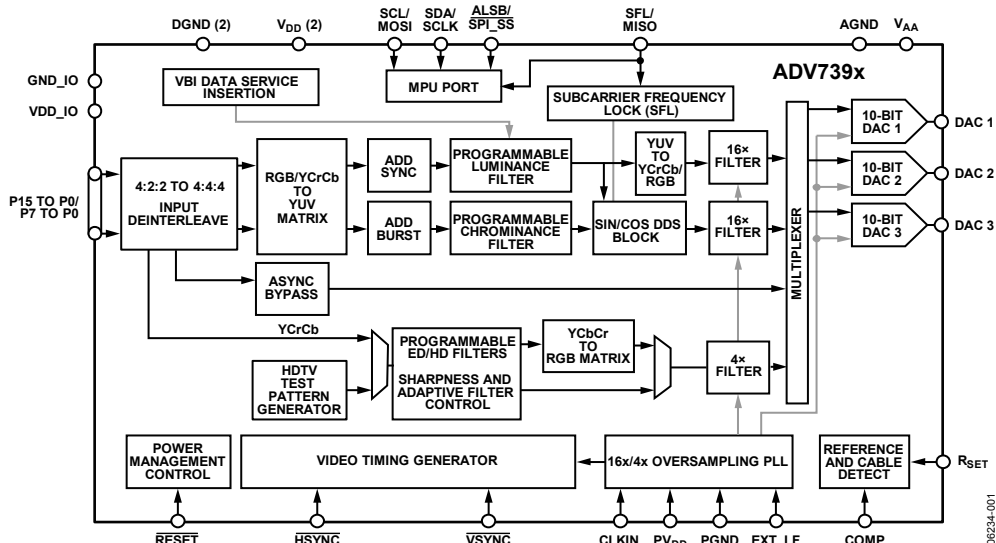 DGND (2)
VDD (2)
SCL/
MOSI
SDA/
SCLK
ALSB/
SPI_SS
SFL/
MISO
AGND
VAA
GND_IO
VDD_IO
VBI DATA SERVICE
INSERTION
MPU PORT
ADV739x
SUBCARRIER FREQUENCY
LOCK (SFL)
P15 TO P0/
P7 TO P0
4:2:2 TO 4:4:4
INPUT
DEINTERLEAVE
RGB/YCrCb
TO
YUV
MATRIX
ADD
SYNC
PROGRAMMABLE
LUMINANCE
FILTER
YUV
TO
YCrCb/
RGB
16×
FILTER
ADD
BURST
PROGRAMMABLE
CHROMINANCE
FILTER
SIN/COS DDS
BLOCK
16×
FILTER
MULTIPLEXER
10-BIT
DAC 1
DAC 1
10-BIT
DAC 2
DAC 2
10-BIT
DAC 3
DAC 3
ASYNC
BYPASS
YCrCb
HDTV
TEST
PATTERN
GENERATOR
PROGRAMMABLE
ED/HD FILTERS
SHARPNESS AND
ADAPTIVE FILTER
CONTROL
YCbCr
TO
RGB MATRIX
4×
FILTER
POWER
MANAGEMENT
CONTROL
VIDEO TIMING GENERATOR
16x/4x OVERSAMPLING PLL
REFERENCE
AND CABLE
DETECT
RSET
RESET
HSYNC
VSYNC
CLKIN
PVDD
PGND
EXT_LF
COMP
06234-001